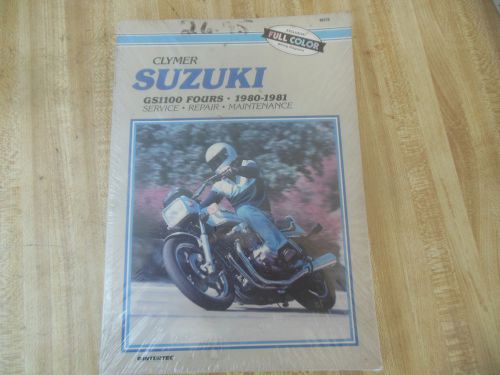 CLYMER
SUZUKI
GS1100 FOURS • 1980-1981
SERVICE • REPAIR • MAINTENANCE
FULL COLOR
INTERTEC